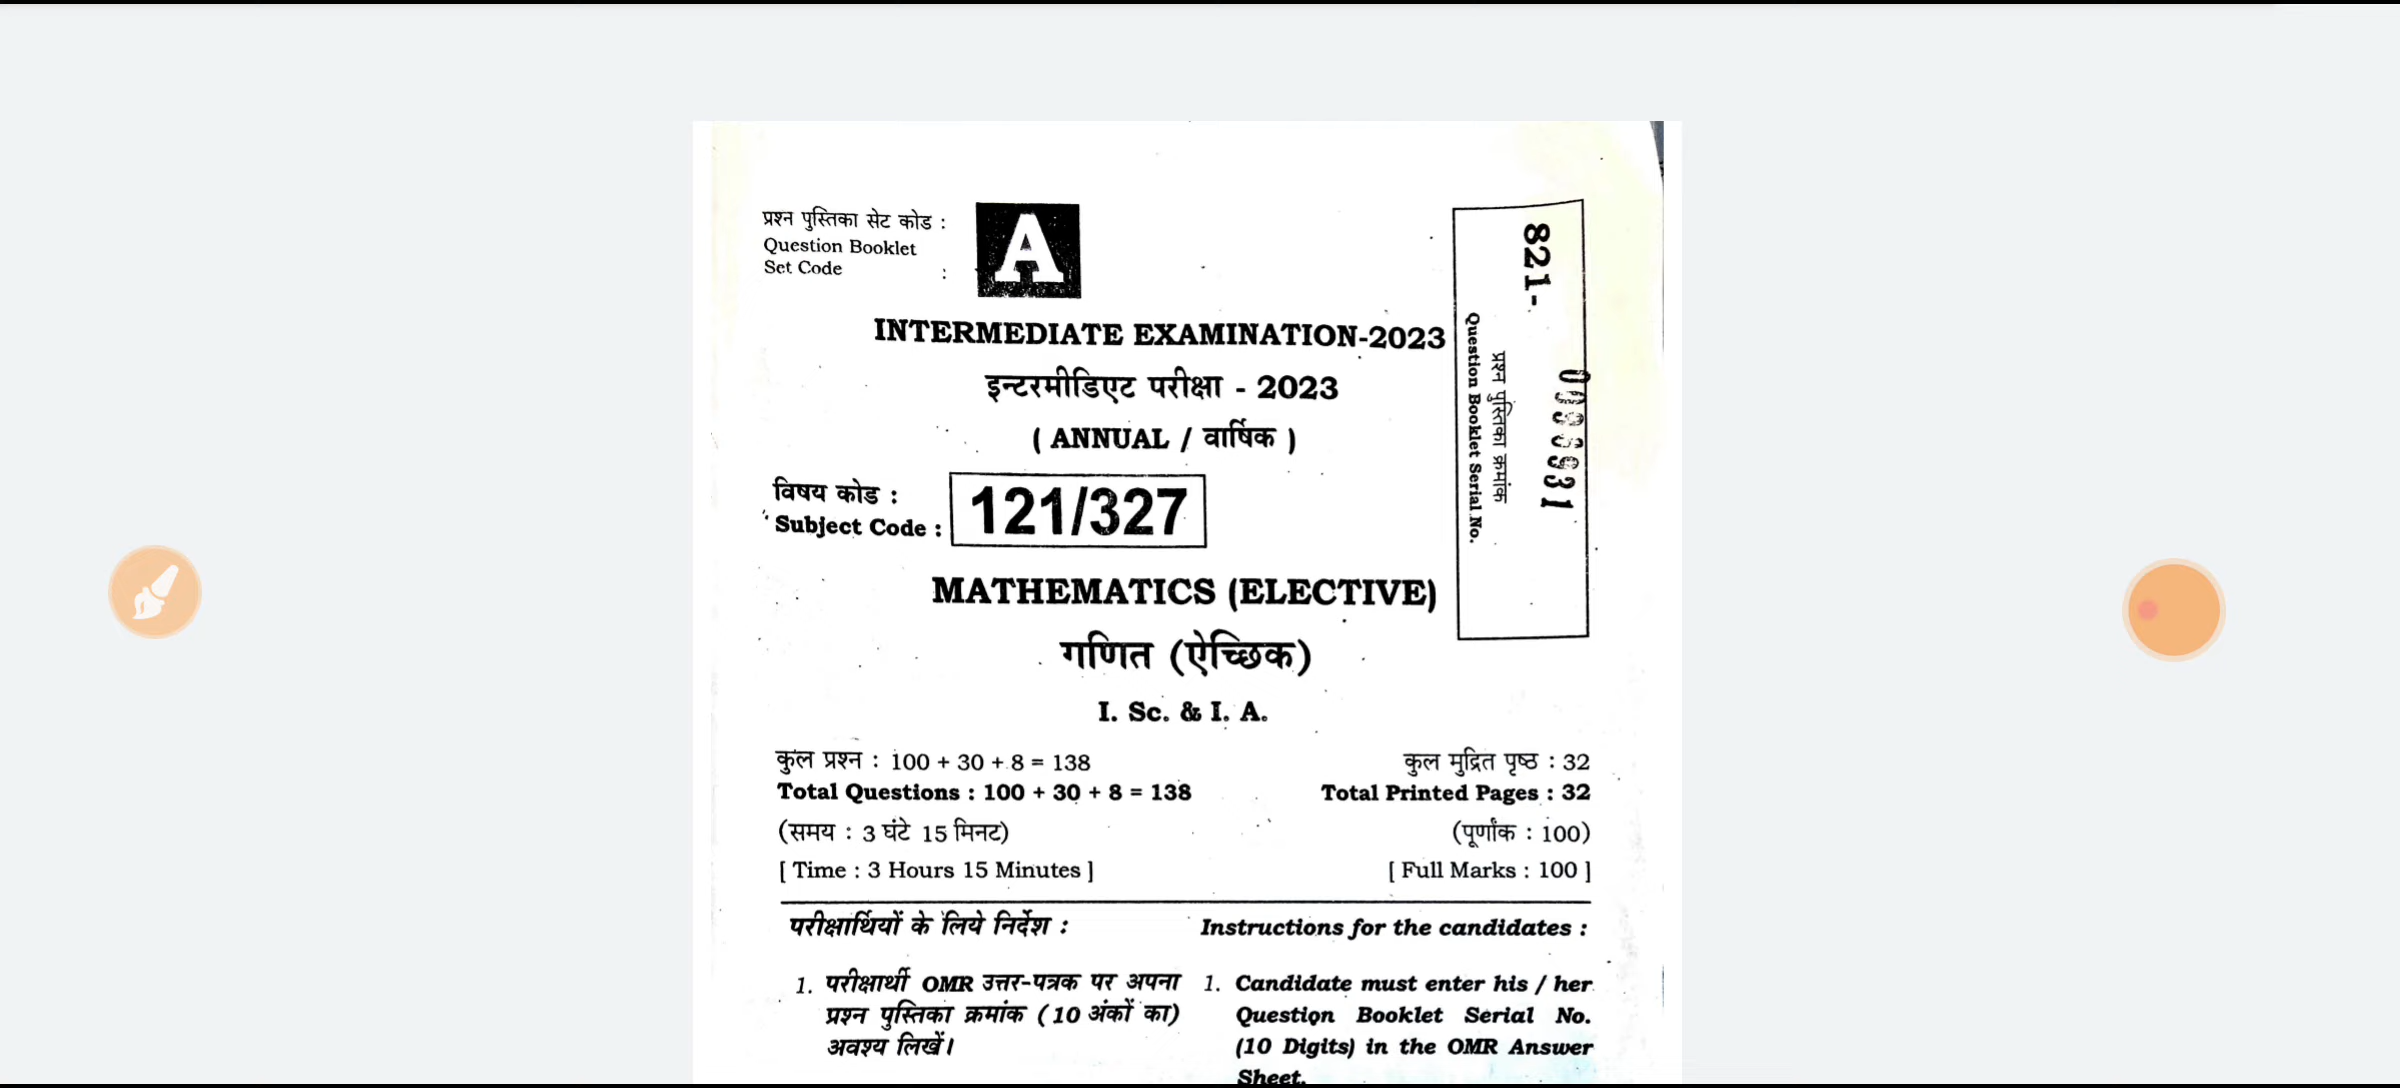 प्रश्न पुस्तिका सेट कोड :
Question Booklet
Set Code :
A
821-
प्रश्न पुस्तिका क्रमांक
Question Booklet Serial No.
INTERMEDIATE EXAMINATION-2023
इन्टरमीडिएट परीक्षा - 2023
( ANNUAL / वार्षिक )
विषय कोड :
Subject Code :
121/327
MATHEMATICS (ELECTIVE)
गणित (ऐच्छिक)
I. Sc. & I. A.
कुल प्रश्न : 100 + 30 + 8 = 138 कुल मुद्रित पृष्ठ : 32
Total Questions : 100 + 30 + 8 = 138 Total Printed Pages : 32
(समय : 3 घंटे 15 मिनट) (पूर्णांक : 100)
[ Time : 3 Hours 15 Minutes ] [ Full Marks : 100 ]
परीक्षार्थियों के लिये निर्देश :
1. परीक्षार्थी OMR उत्तर-पत्रक पर अपना
प्रश्न पुस्तिका क्रमांक (10 अंकों का)
अवश्य लिखें।
Instructions for the candidates :
1. Candidate must enter his / her
Question Booklet Serial No.
(10 Digits) in the OMR Answer
Sheet.